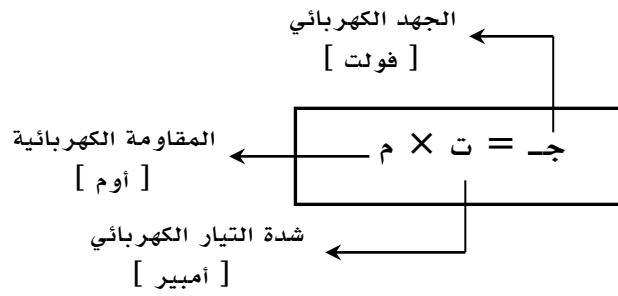 الجهد الكهربائي
[ فولت ]
جـ = ت × م
المقاومة الكهربائية
[ أوم ]
شدة التيار الكهربائي
[ أمبير ]